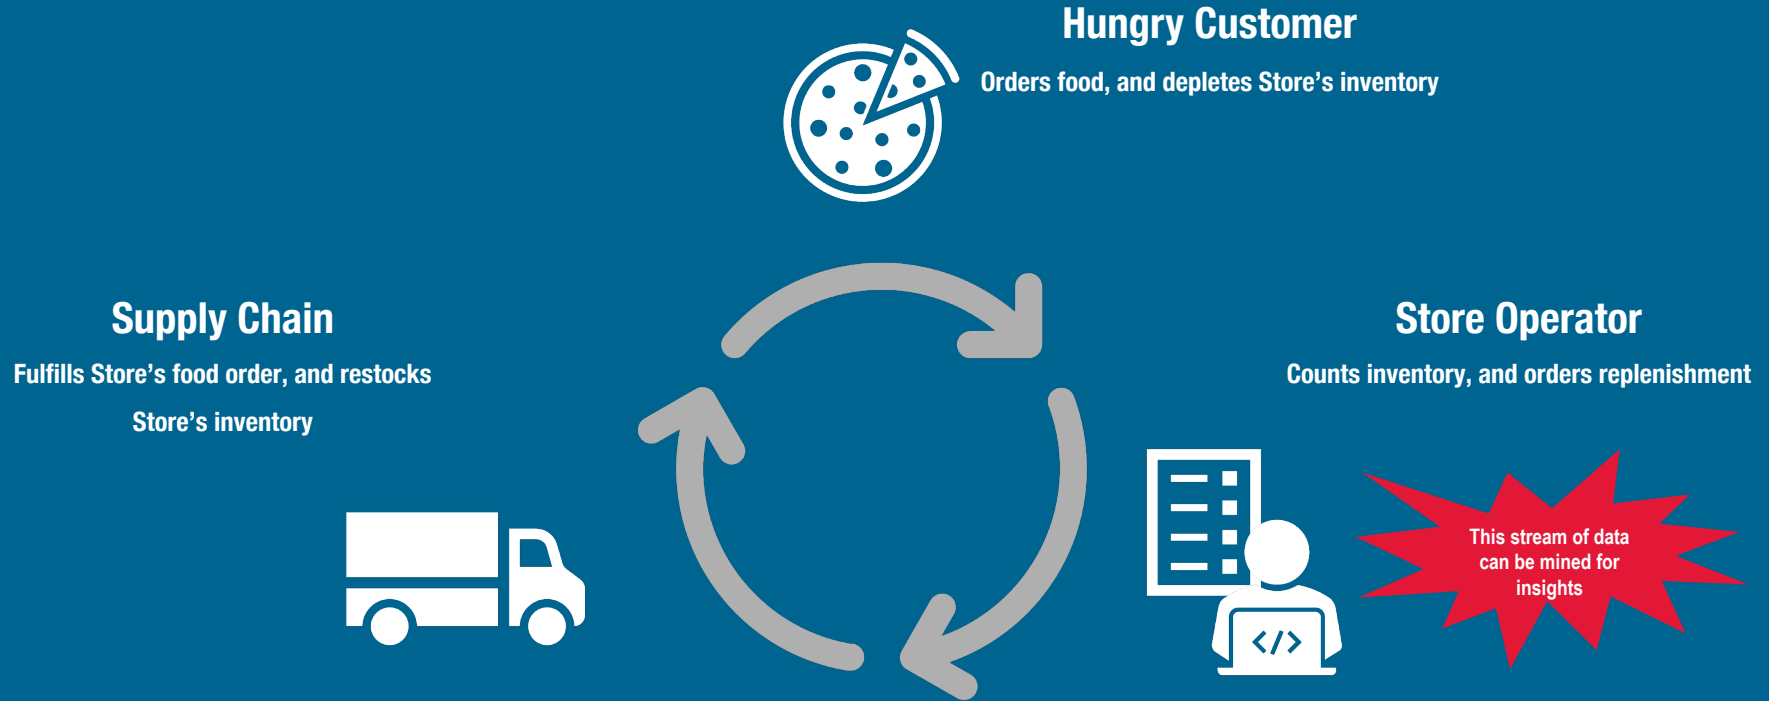 Hungry Customer
Orders food, and depletes Store’s inventory
Supply Chain
Fulfills Store’s food order, and restocks
Store’s inventory
Store Operator
Counts inventory, and orders replenishment
This stream of data
can be mined for
insights
</>